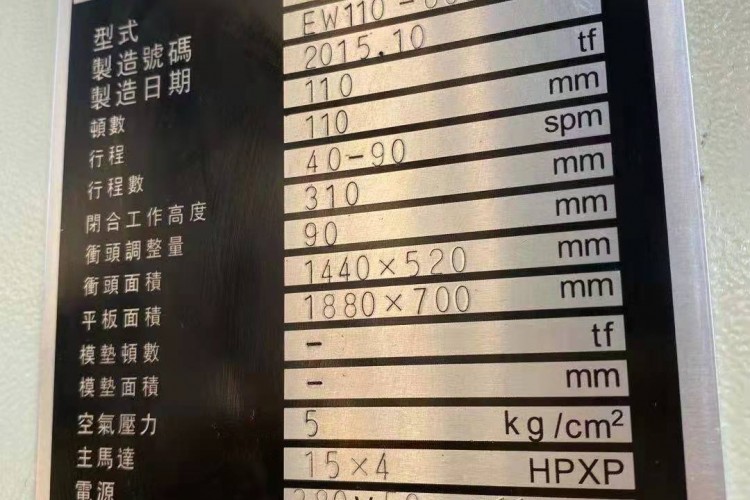 型式
製造號碼 EW110-
製造日期 2015.10
頓數 110 tf
行程 110 mm
行程數 40-90 spm
閉合工作高度 310 mm
衝頭調整量 90 mm
衝頭面積 1440×520 mm
平板面積 1880×700 mm
模墊頓數 - tf
模墊面積 - mm
空氣壓力 5 kg/cm²
主馬達 15×4 HPXP
電源